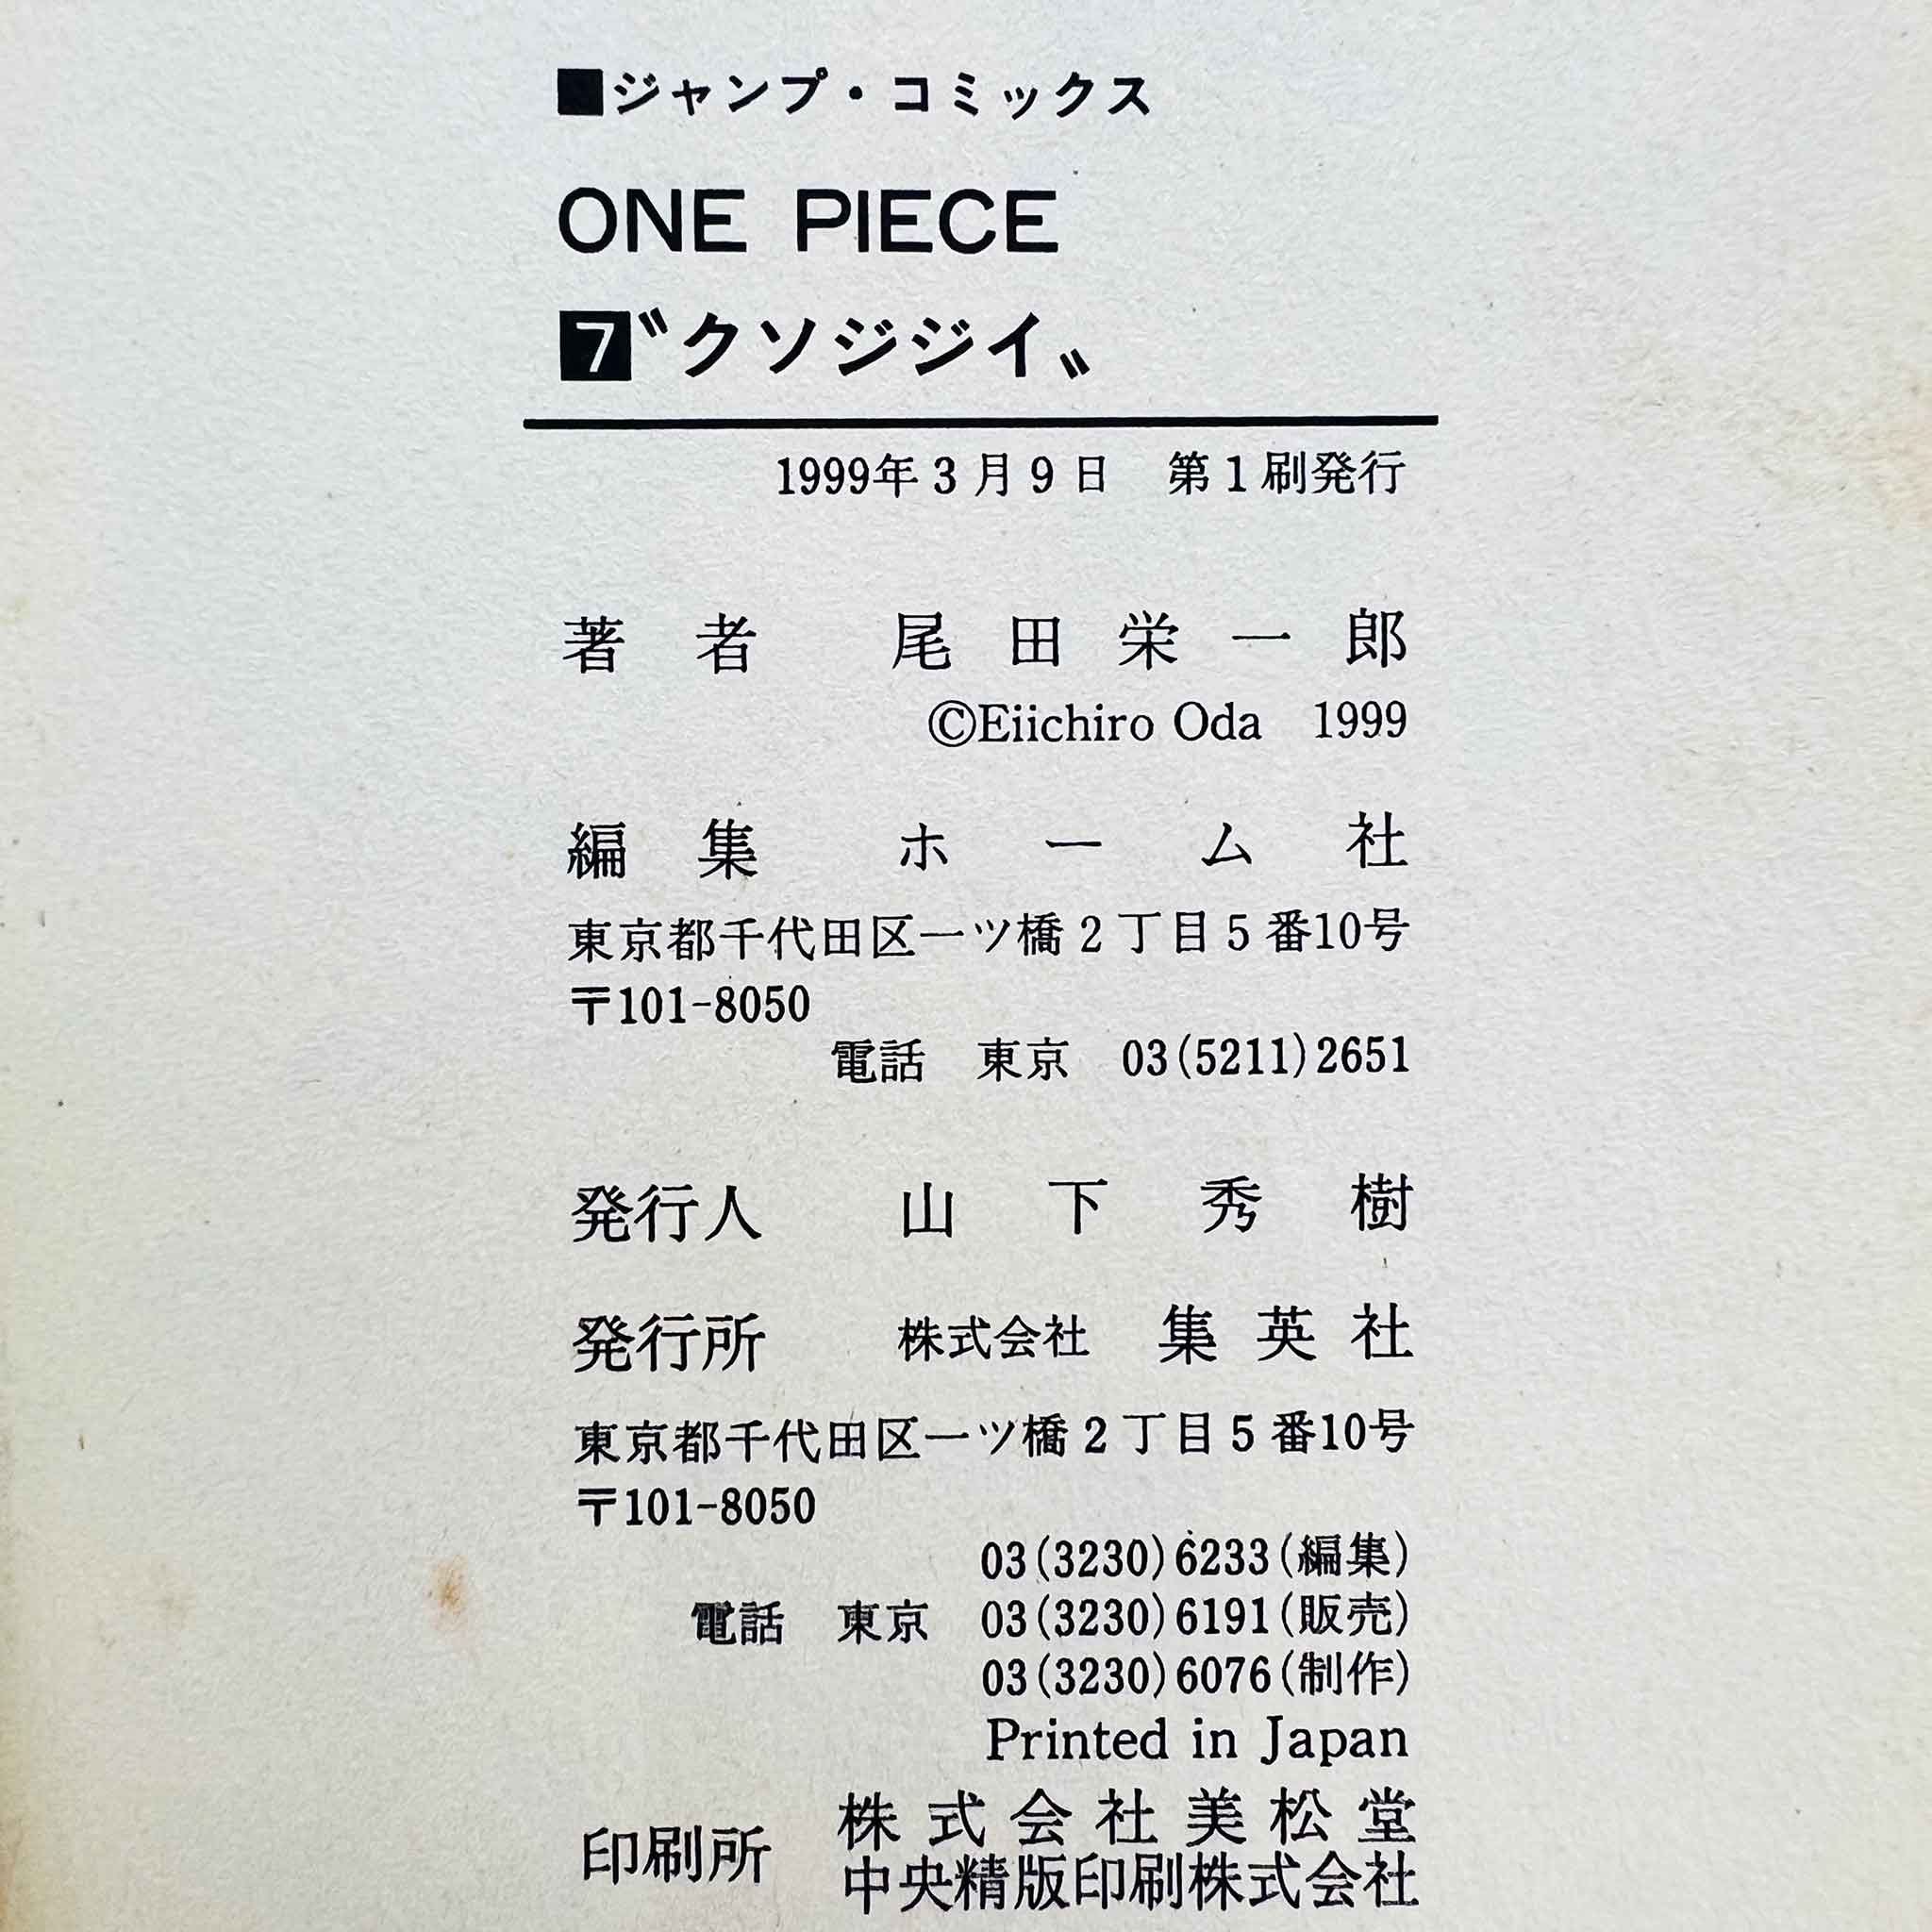 ■ジャンプ・コミックス
ONE PIECE
7〝クソジジイ〟
1999年3月9日　第1刷発行
著者　尾田栄一郎
©Eiichiro Oda　1999
編集　ホーム社
東京都千代田区一ツ橋2丁目5番10号
〒101-8050
電話　東京　03(5211)2651
発行人　山下秀樹
発行所　株式会社　集英社
東京都千代田区一ツ橋2丁目5番10号
〒101-8050
03(3230)6233(編集)
電話　東京　03(3230)6191(販売)
03(3230)6076(制作)
Printed in Japan
印刷所　株式会社美松堂
中央精版印刷株式会社